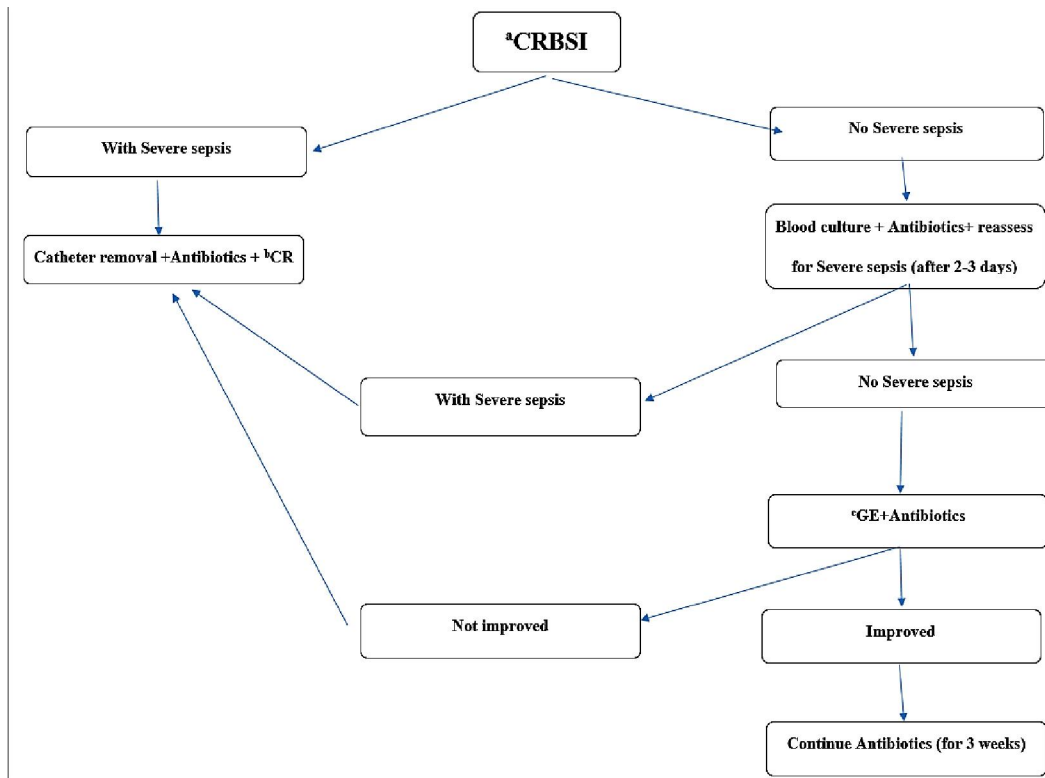 ᵃCRBSI
With Severe sepsis
No Severe sepsis
Catheter removal +Antibiotics + ᵇCR
Blood culture + Antibiotics+ reassess
for Severe sepsis (after 2-3 days)
With Severe sepsis
No Severe sepsis
ᶜGE+Antibiotics
Not improved
Improved
Continue Antibiotics (for 3 weeks)